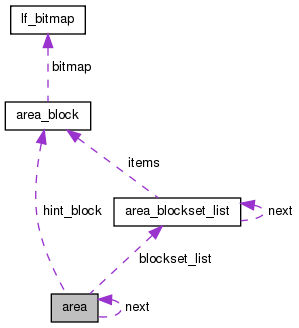 lf_bitmap
bitmap
area_block
items
hint_block
area_blockset_list
next
blockset_list
area
next